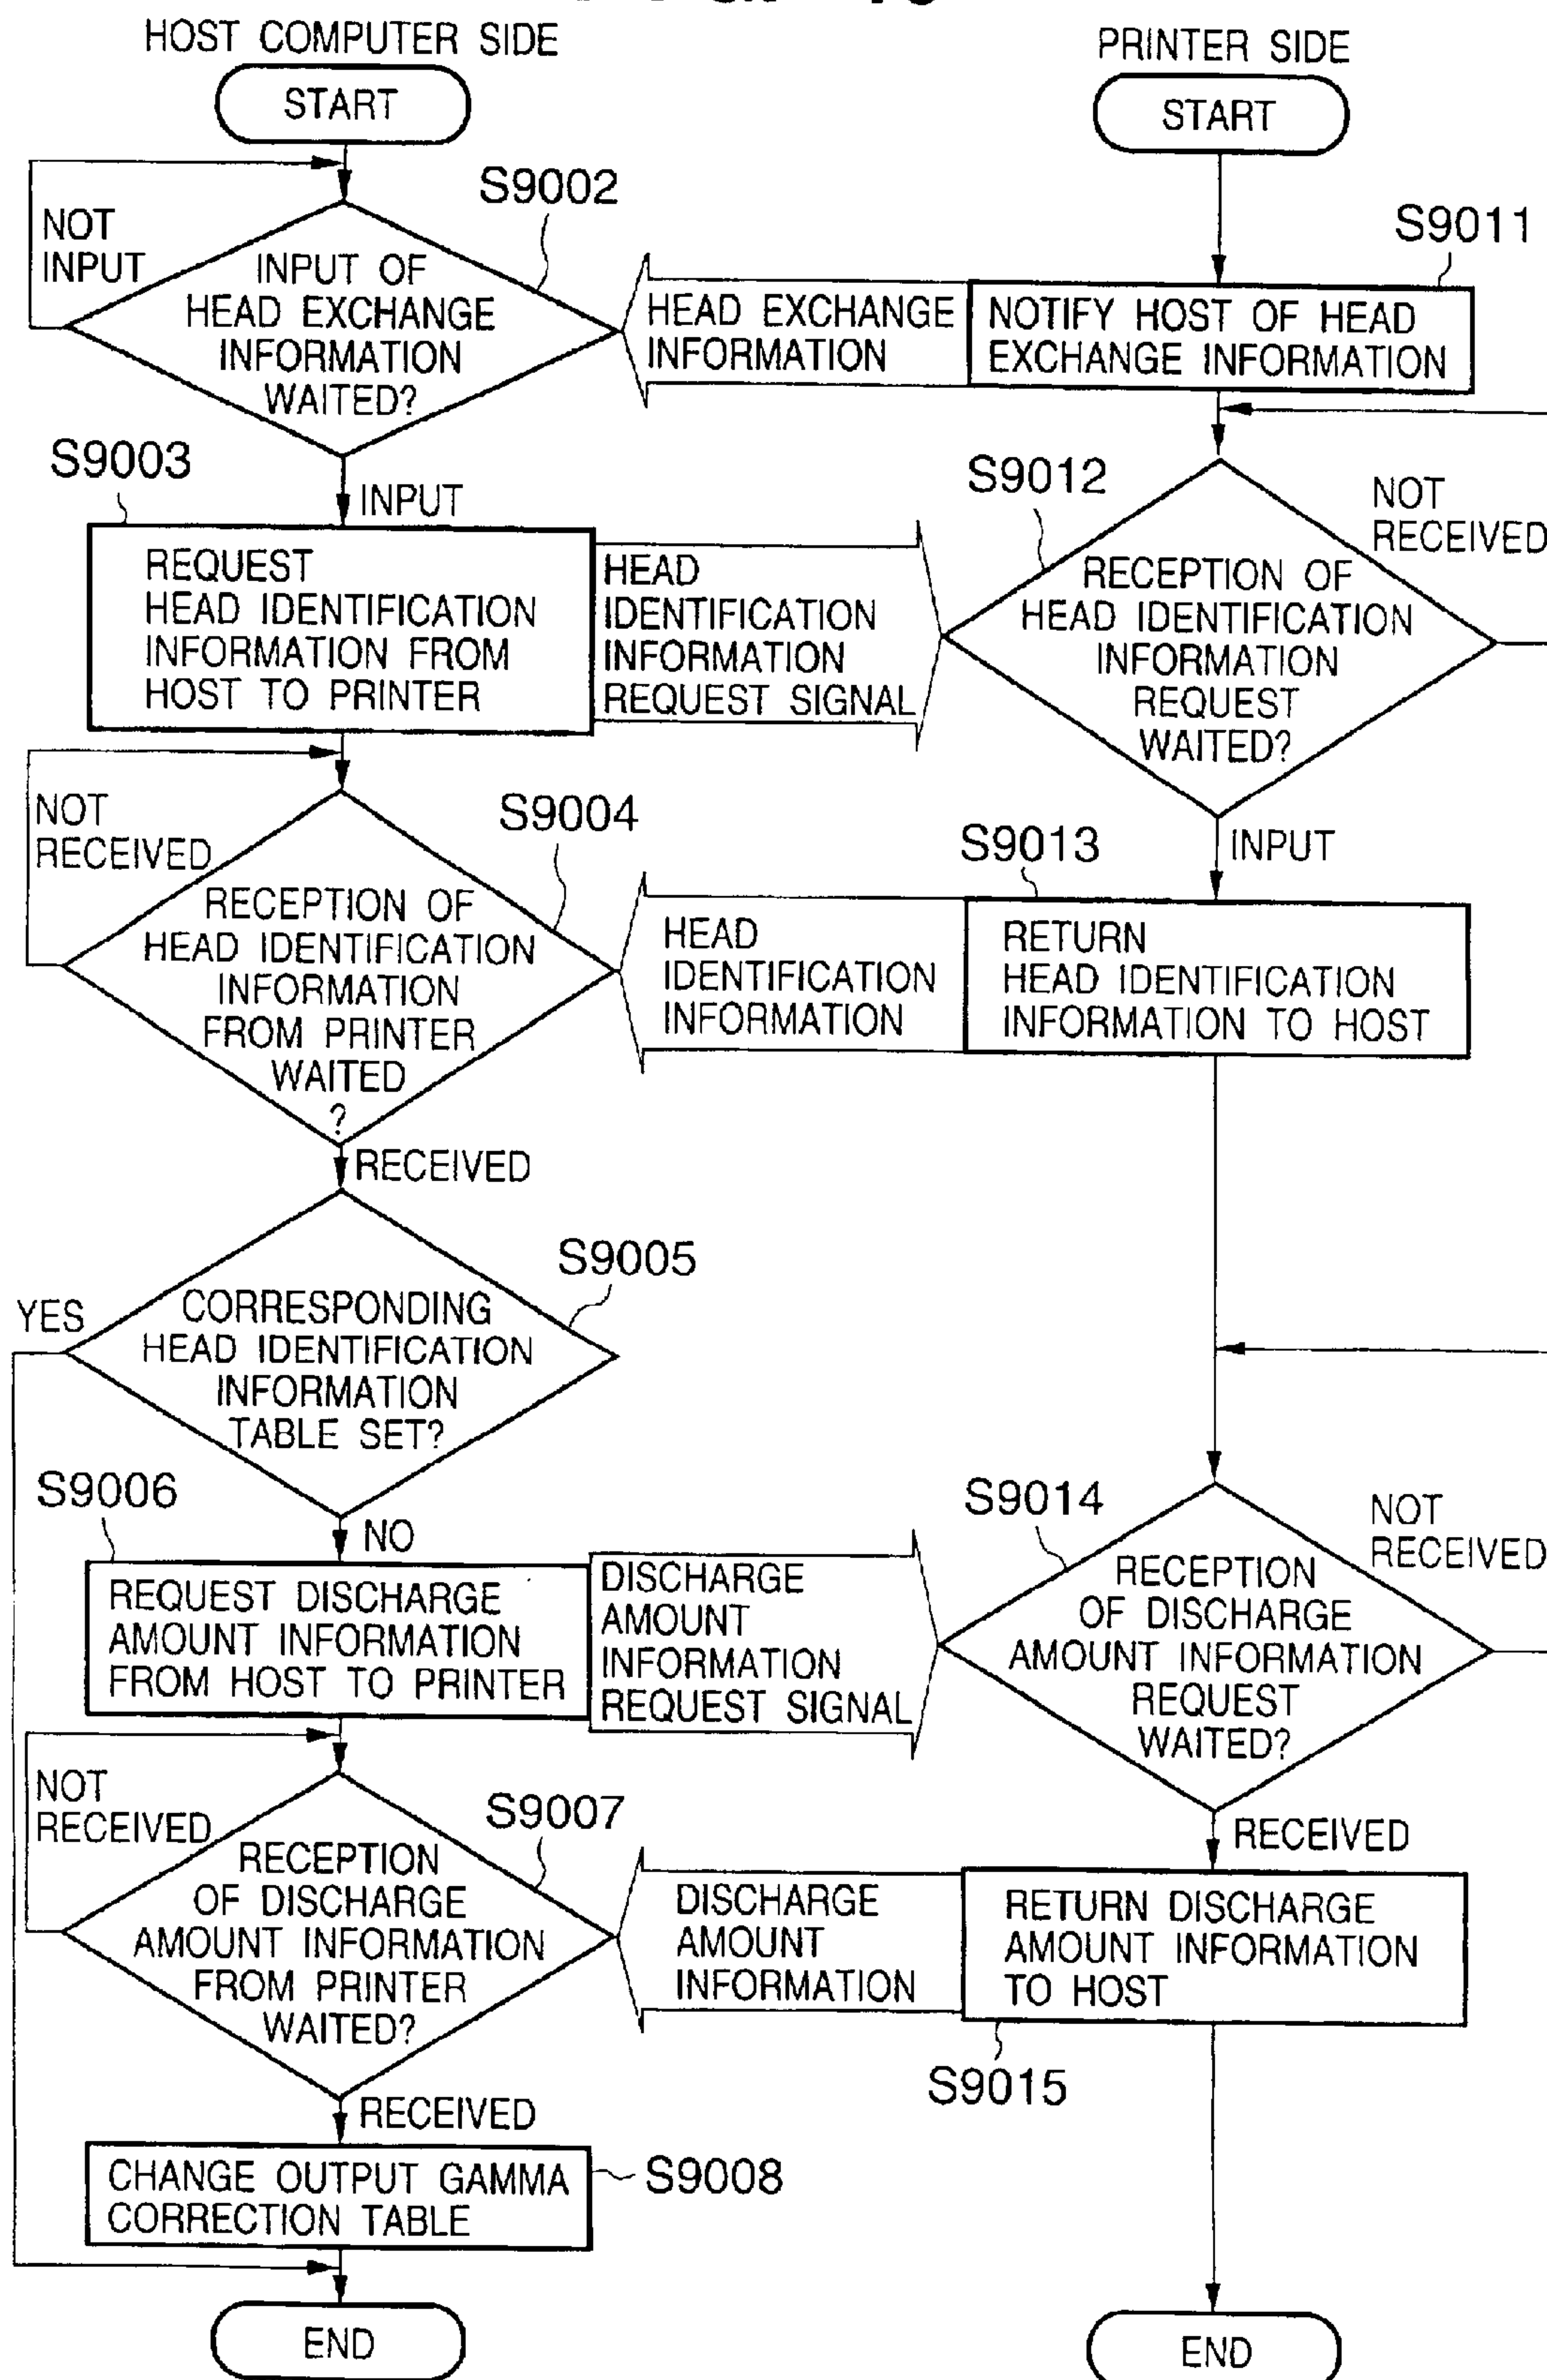 HOST COMPUTER SIDE
START
S9002
NOT
INPUT
INPUT OF
HEAD EXCHANGE
INFORMATION
WAITED?
INPUT
S9003
REQUEST
HEAD IDENTIFICATION
INFORMATION FROM
HOST TO PRINTER
HEAD
IDENTIFICATION
INFORMATION
REQUEST SIGNAL
NOT
RECEIVED
S9004
RECEPTION OF
HEAD IDENTIFICATION
INFORMATION
FROM PRINTER
WAITED
?
RECEIVED
S9005
YES
CORRESPONDING
HEAD IDENTIFICATION
INFORMATION
TABLE SET?
S9006
NO
REQUEST DISCHARGE
AMOUNT INFORMATION
FROM HOST TO PRINTER
DISCHARGE
AMOUNT
INFORMATION
REQUEST SIGNAL
NOT
RECEIVED
S9007
RECEPTION
OF DISCHARGE
AMOUNT INFORMATION
FROM PRINTER
WAITED?
RECEIVED
CHANGE OUTPUT GAMMA
CORRECTION TABLE
S9008
END
PRINTER SIDE
START
S9011
HEAD EXCHANGE
INFORMATION
NOTIFY HOST OF HEAD
EXCHANGE INFORMATION
S9012
NOT
RECEIVED
RECEPTION OF
HEAD IDENTIFICATION
INFORMATION
REQUEST
WAITED?
INPUT
S9013
HEAD
IDENTIFICATION
INFORMATION
RETURN
HEAD IDENTIFICATION
INFORMATION TO HOST
S9014
NOT
RECEIVED
RECEPTION
OF DISCHARGE
AMOUNT INFORMATION
REQUEST
WAITED?
RECEIVED
DISCHARGE
AMOUNT
INFORMATION
RETURN DISCHARGE
AMOUNT INFORMATION
TO HOST
S9015
END